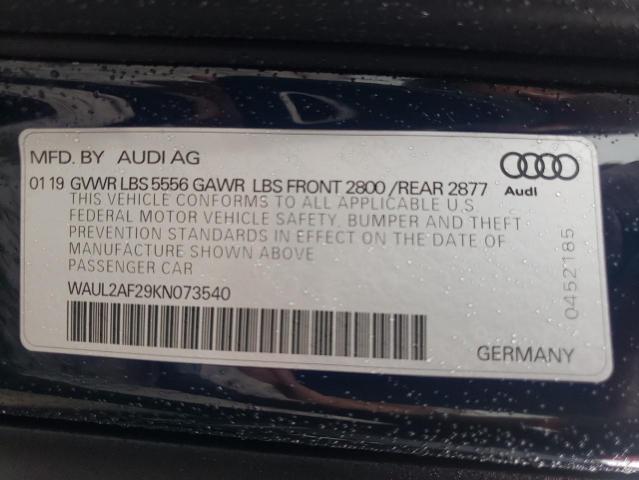 MFD. BY AUDI AG
Audi
01 19 GVWR LBS 5556 GAWR LBS FRONT 2800 /REAR 2877
THIS VEHICLE CONFORMS TO ALL APPLICABLE U.S.
FEDERAL MOTOR VEHICLE SAFETY, BUMPER AND THEFT
PREVENTION STANDARDS IN EFFECT ON THE DATE OF
MANUFACTURE SHOWN ABOVE
PASSENGER CAR
WAUL2AF29KN073540
0452185
GERMANY